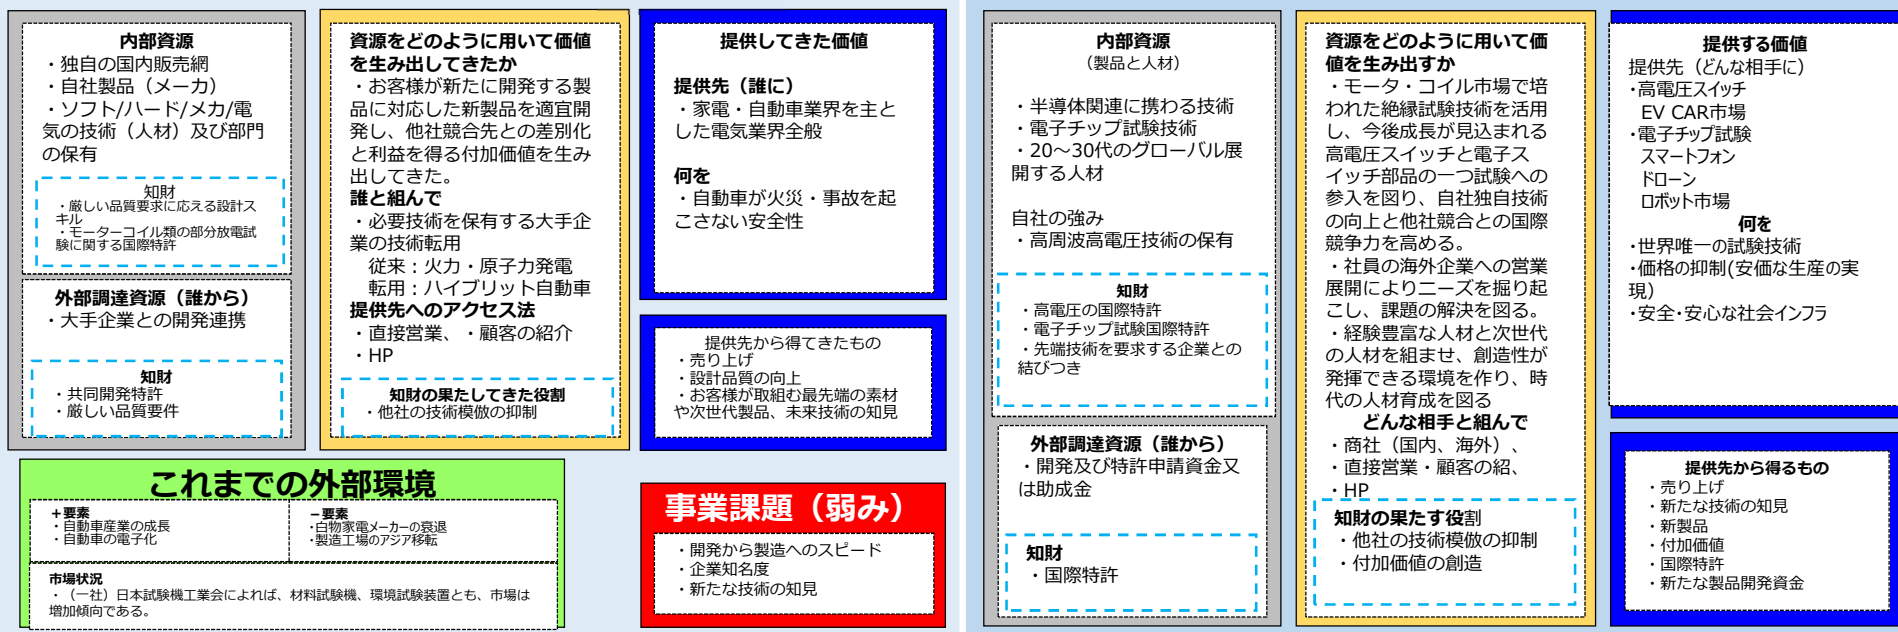 内部資源
・独自の国内販売網
・自社製品（メーカ）
・ソフト/ハード/メカ/電
気の技術（人材）及び部門
の保有
知財
・厳しい品質要求に応える設計ス
キル
・モーターコイル類の部分放電試
験に関する国際特許
外部調達資源（誰から）
・大手企業との開発連携
知財
・共同開発特許
・厳しい品質要件
資源をどのように用いて価値
を生み出してきたか
・お客様が新たに開発する製
品に対応した新製品を適宜開
発し、他社競合先との差別化
と利益を得る付加価値を生み
出してきた。
誰と組んで
・必要技術を保有する大手企
業の技術転用
従来：火力・原子力発電
転用：ハイブリット自動車
提供先へのアクセス法
・直接営業、・顧客の紹介
・HP
知財の果たしてきた役割
・他社の技術模倣の抑制
提供してきた価値
提供先（誰に）
・家電・自動車業界を主と
した電気業界全般
何を
・自動車が火災・事故を起
こさない安全性
提供先から得てきたもの
・売り上げ
・設計品質の向上
・お客様が取組む最先端の素材
や次世代製品、未来技術の知見
これまでの外部環境
＋要素
・自動車産業の成長
・自動車の電子化
－要素
・白物家電メーカーの衰退
・製造工場のアジア移転
市場状況
・（一社）日本試験機工業会によれば、材料試験機、環境試験装置とも、市場は
増加傾向である。
事業課題（弱み）
・開発から製造へのスピード
・企業知名度
・新たな技術の知見
内部資源
（製品と人材）
・半導体関連に携わる技術
・電子チップ試験技術
・20～30代のグローバル展
開する人材
自社の強み
・高周波高電圧技術の保有
知財
・高電圧の国際特許
・電子チップ試験国際特許
・先端技術を要求する企業との
結びつき
外部調達資源（誰から）
・開発及び特許申請資金又
は助成金
知財
・国際特許
資源をどのように用いて価
値を生み出すか
・モータ・コイル市場で培
われた絶縁試験技術を活用
し、今後成長が見込まれる
高電圧スイッチと電子ス
イッチ部品の一つ試験への
参入を図り、自社独自技術
の向上と他社競合との国際
競争力を高める。
・社員の海外企業への営業
展開によりニーズを掘り起
こし、課題の解決を図る。
・経験豊富な人材と次世代
の人材を組ませ、創造性が
発揮できる環境を作り、時
代の人材育成を図る
どんな相手と組んで
・商社（国内、海外）、
・直接営業・顧客の紹、
・HP
知財の果たす役割
・他社の技術模倣の抑制
・付加価値の創造
提供する価値
提供先（どんな相手に）
・高電圧スイッチ
EV CAR市場
・電子チップ試験
スマートフォン
ドローン
ロボット市場
何を
・世界唯一の試験技術
・価格の抑制(安価な生産の実
現）
・安全・安心な社会インフラ
提供先から得るもの
・売り上げ
・新たな技術の知見
・新製品
・付加価値
・国際特許
・新たな製品開発資金